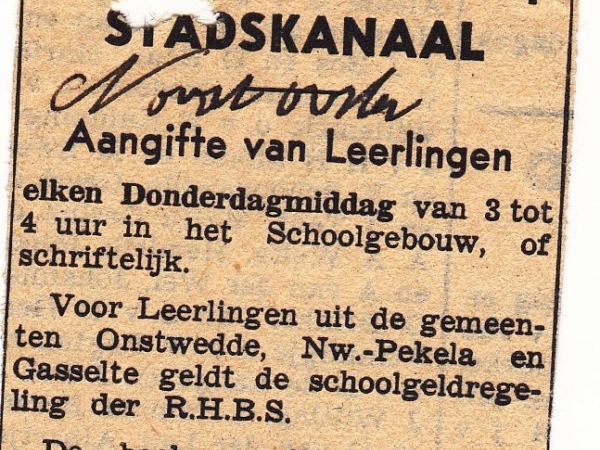 STADSKANAAL
Aangifte van Leerlingen
elken Donderdagmiddag van 3 tot
4 uur in het Schoolgebouw, of
schriftelijk.
Voor Leerlingen uit de gemeen-
ten Onstwedde, Nw.-Pekela en
Gasselte geldt de schoolgeldrege-
ling der R.H.B.S.
De